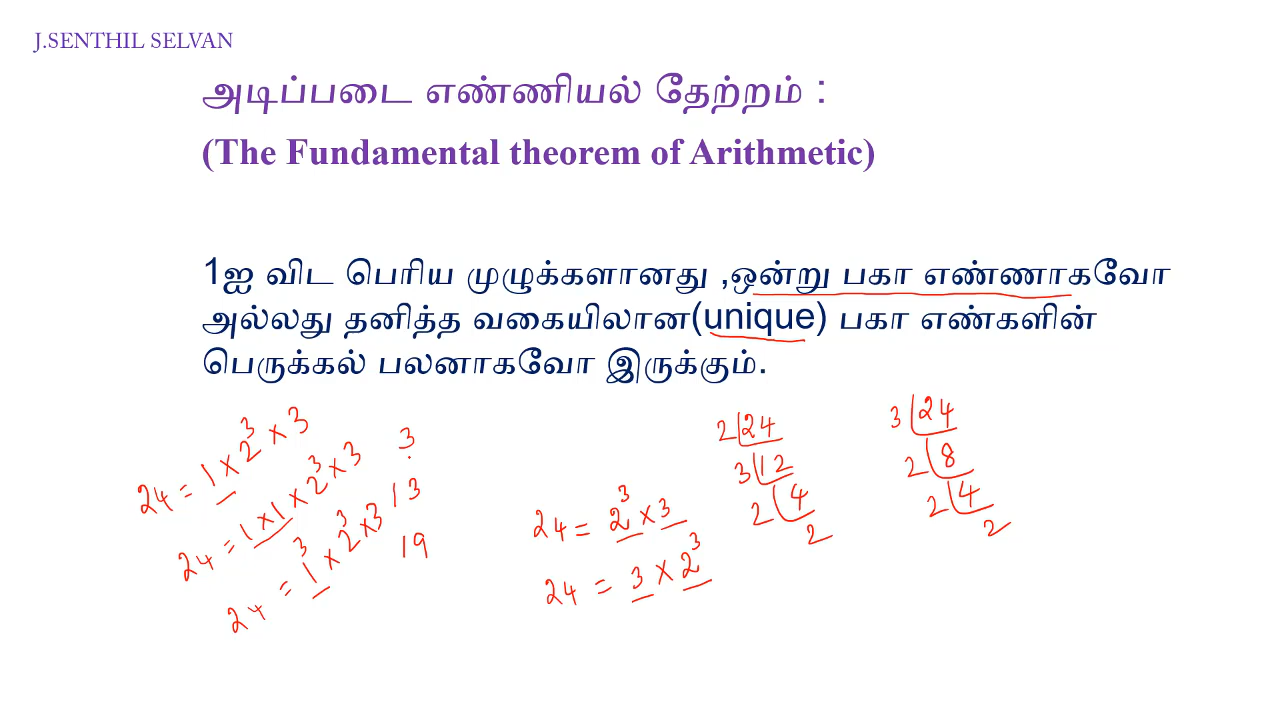 J.SENTHIL SELVAN
அடிப்படை எண்ணியல் தேற்றம் :
(The Fundamental theorem of Arithmetic)
1ஐ விட பெரிய முழுக்களானது ,ஒன்று பகா எண்ணாகவோ
அல்லது தனித்த வகையிலான(unique) பகா எண்களின்
பெருக்கல் பலனாகவோ இருக்கும்.
24 = 1 × 2³ × 3
24 = 1 × 1 × 2³ × 3
24 = 1³ × 2³ × 3
3
13
19
24 = 2³ × 3
24 = 3 × 2³
2 24
3 12
2 4
2
3 24
2 8
2 4
2